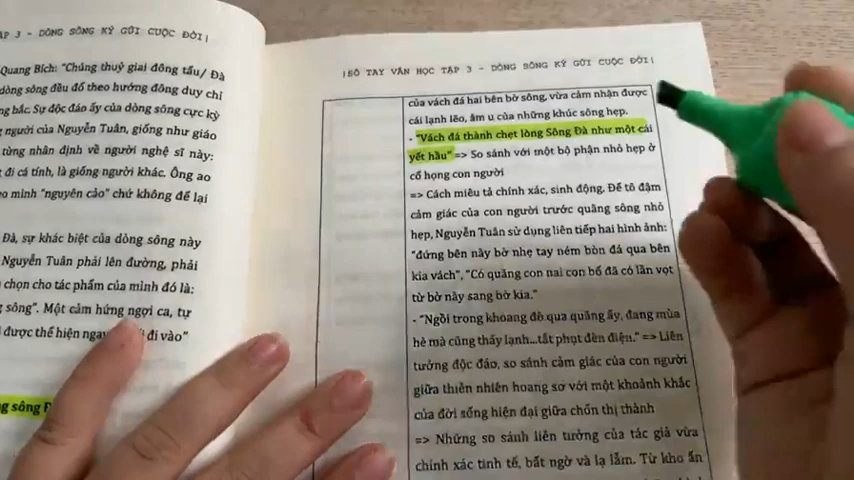 ẬP 3 - DÒNG SÔNG KÝ GỬI CUỘC ĐỜI|
Quang Bích: "Chúng thuỷ giai đông tẩu/ Đà
dòng sông đều đổ theo hướng đông duy chỉ
ng bắc. Sự độc đáo ấy của dòng sông cực kỳ
người của Nguyễn Tuân, giống như giáo
từng nhận định về người nghệ sĩ này:
t đi cá tính, là giống người khác. Ông ao
eo mình "nguyên cảo" chứ không để lại
Đà, sự khác biệt của dòng sông này
Nguyễn Tuân phải lên đường, phải
chọn cho tác phẩm của mình đó là:
sông". Một cảm hứng ngợi ca, tự
được thể hiện ngay đi vào"
g sông Đ
|SỔ TAY VĂN HỌC TẬP 3 - DÒNG SÔNG KÝ GỬI CUỘC ĐỜI|
của vách đá hai bên bờ sông, vừa cảm nhận được
cái lạnh lẽo, âm u của những khúc sông hẹp.
- "Vách đá thành chẹt lòng Sông Đà như một cái
yết hầu" => So sánh với một bộ phận nhỏ hẹp ở
cổ họng con người
=> Cách miêu tả chính xác, sinh động. Để tô đậm
cảm giác của con người trước quãng sông nhỏ
hẹp, Nguyễn Tuân sử dụng liên tiếp hai hình ảnh:
"đứng bên này bờ nhẹ tay ném hòn đá qua bên
kia vách", "Có quãng con nai con hổ đã có lần vọt
từ bờ này sang bờ kia."
- "Ngồi trong khoang đò qua quãng ấy, đang mùa
hè mà cũng thấy lạnh...tắt phụt đèn điện." => Liên
tưởng độc đáo, so sánh cảm giác của con người
giữa thiên nhiên hoang sơ với một khoảnh khắc
của đời sống hiện đại giữa chốn thị thành
=> Những so sánh liên tưởng của tác giả vừa
chính xác tinh tế, bất ngờ và lạ lẫm. Từ kho ấn